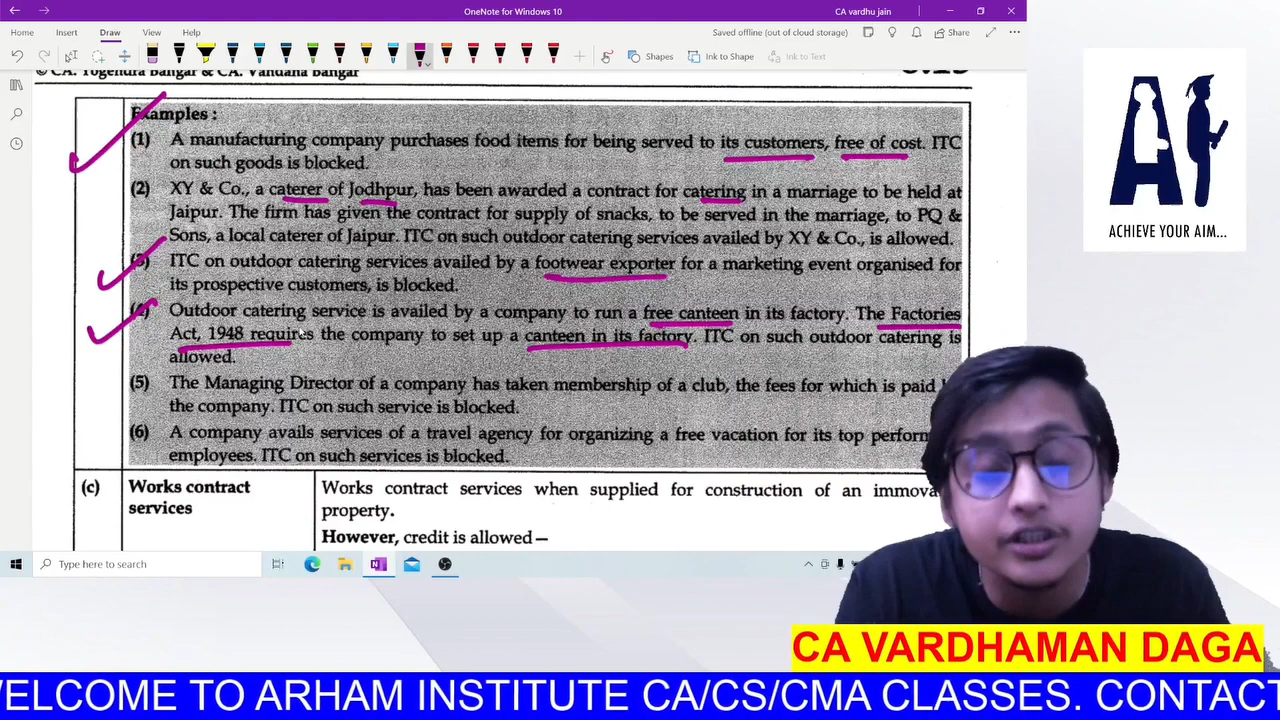 OneNote for Windows 10
CA vardhu jain
Home Insert Draw View Help
Saved offline (out of cloud storage)
Share
Shapes
Ink to Shape
Ink to Text
© CA. Yogendra Bangar & CA. Vandana Bangar
Examples :
(1) A manufacturing company purchases food items for being served to its customers, free of cost. ITC
on such goods is blocked.
(2) XY & Co., a caterer of Jodhpur, has been awarded a contract for catering in a marriage to be held at
Jaipur. The firm has given the contract for supply of snacks, to be served in the marriage, to PQ &
Sons, a local caterer of Jaipur. ITC on such outdoor catering services availed by XY & Co., is allowed.
(3) ITC on outdoor catering services availed by a footwear exporter for a marketing event organised for
its prospective customers, is blocked.
(4) Outdoor catering service is availed by a company to run a free canteen in its factory. The Factories
Act, 1948 requires the company to set up a canteen in its factory. ITC on such outdoor catering is
allowed.
(5) The Managing Director of a company has taken membership of a club, the fees for which is paid
the company. ITC on such service is blocked.
(6) A company avails services of a travel agency for organizing a free vacation for its top perform
employees. ITC on such services is blocked.
(c) Works contract
services
Works contract services when supplied for construction of an immova
property.
However, credit is allowed –
Type here to search
ACHIEVE YOUR AIM...
CA VARDHAMAN DAGA
WELCOME TO ARHAM INSTITUTE CA/CS/CMA CLASSES. CONTACT